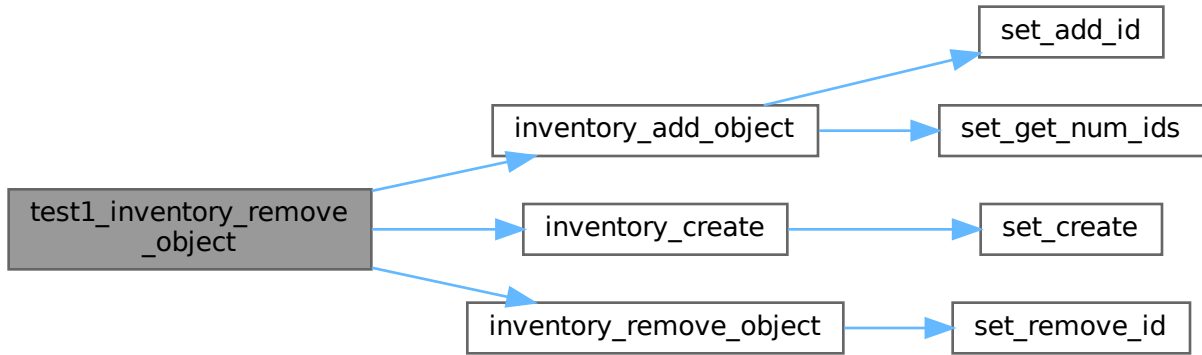 set_add_id
inventory_add_object
set_get_num_ids
test1_inventory_remove
_object
inventory_create
set_create
inventory_remove_object
set_remove_id